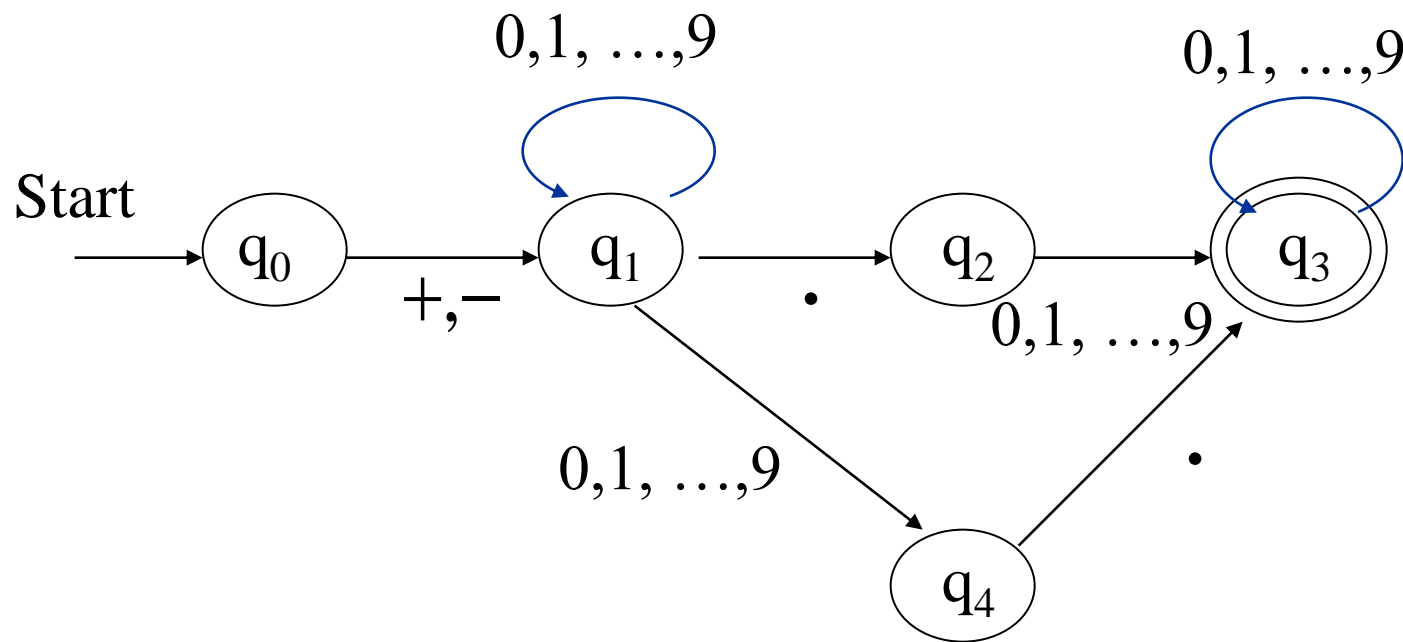 0,1, …,9
0,1, …,9
Start
q₀
q₁
q₂
q₃
+,−
.
0,1, …,9
0,1, …,9
.
q₄